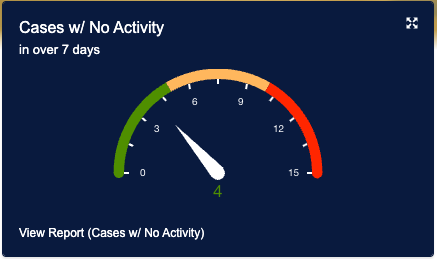 Cases w/ No Activity
in over 7 days
6 9
3 12
0 15
4
View Report (Cases w/ No Activity)